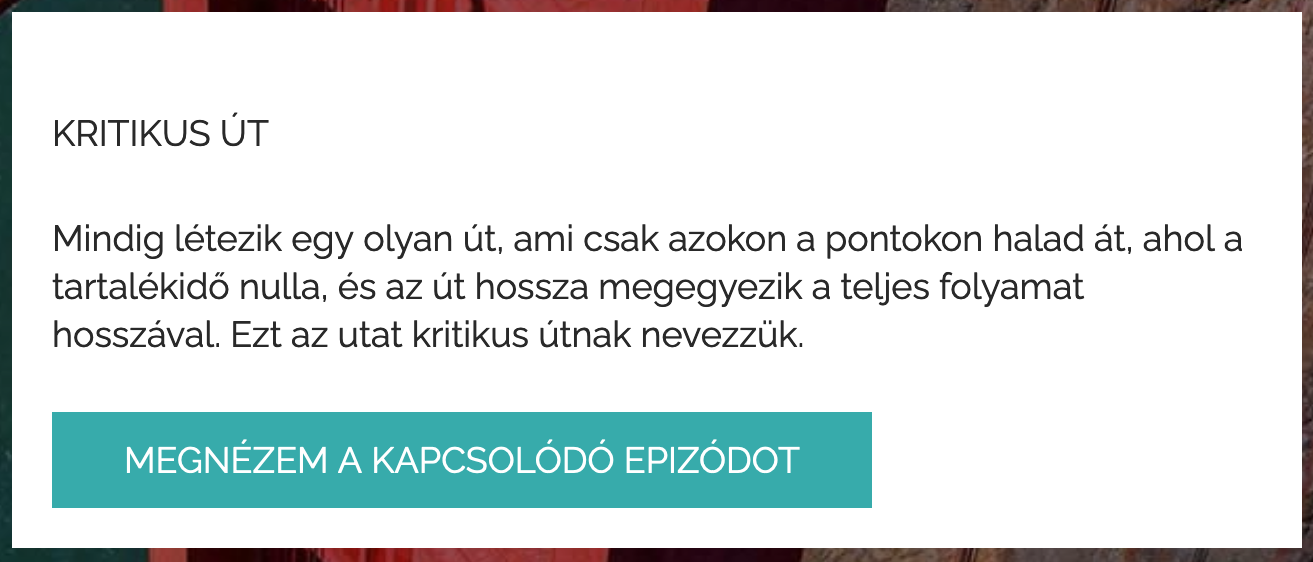 KRITIKUS ÚT
Mindig létezik egy olyan út, ami csak azokon a pontokon halad át, ahol a
tartalékidő nulla, és az út hossza megegyezik a teljes folyamat
hosszával. Ezt az utat kritikus útnak nevezzük.
MEGNÉZEM A KAPCSOLÓDÓ EPIZÓDOT